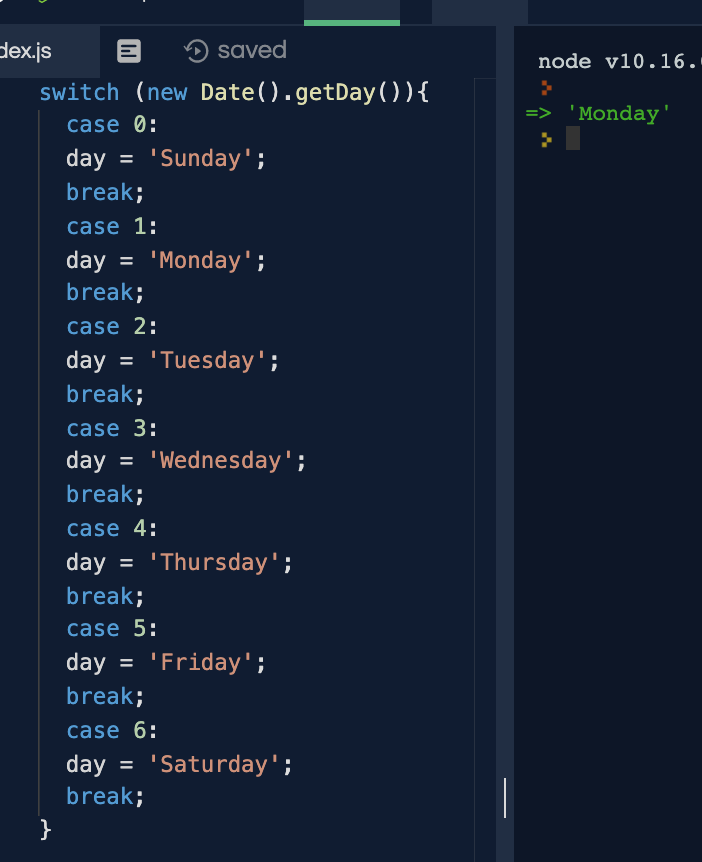 dex.js
saved
switch (new Date().getDay()){
case 0:
day = 'Sunday';
break;
case 1:
day = 'Monday';
break;
case 2:
day = 'Tuesday';
break;
case 3:
day = 'Wednesday';
break;
case 4:
day = 'Thursday';
break;
case 5:
day = 'Friday';
break;
case 6:
day = 'Saturday';
break;
}
node v10.16.
=> 'Monday'